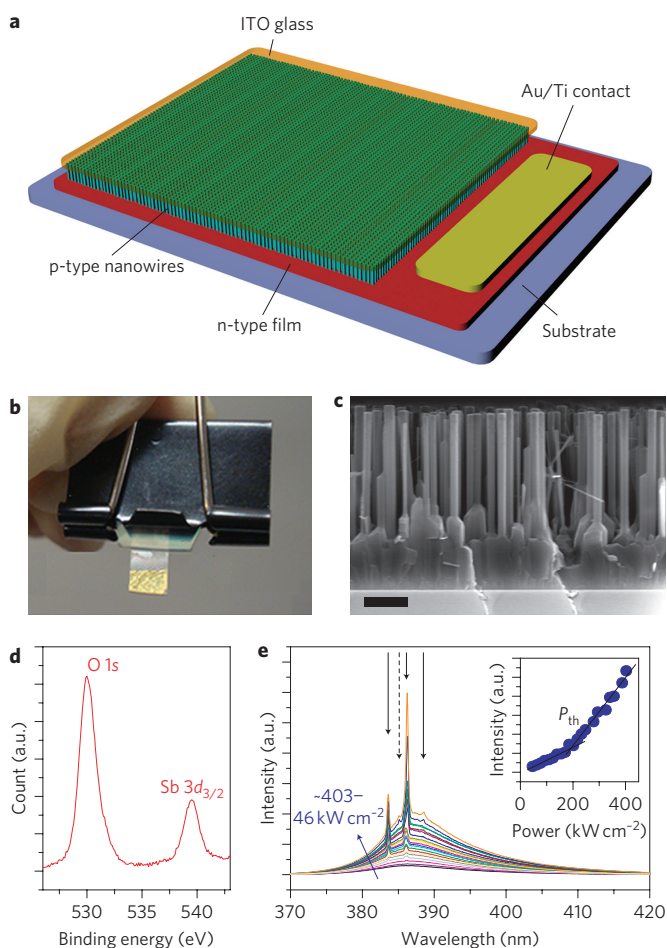 a
ITO glass
Au/Ti contact
p-type nanowires
n-type film
Substrate
b
c
d
O 1s
Sb 3d3/2
Count (a.u.)
530
535
540
Binding energy (eV)
e
~403–
46 kW cm−2
Intensity (a.u.)
370
380
390
400
410
420
Wavelength (nm)
Pth
Intensity (a.u.)
0
200
400
Power (kW cm−2)